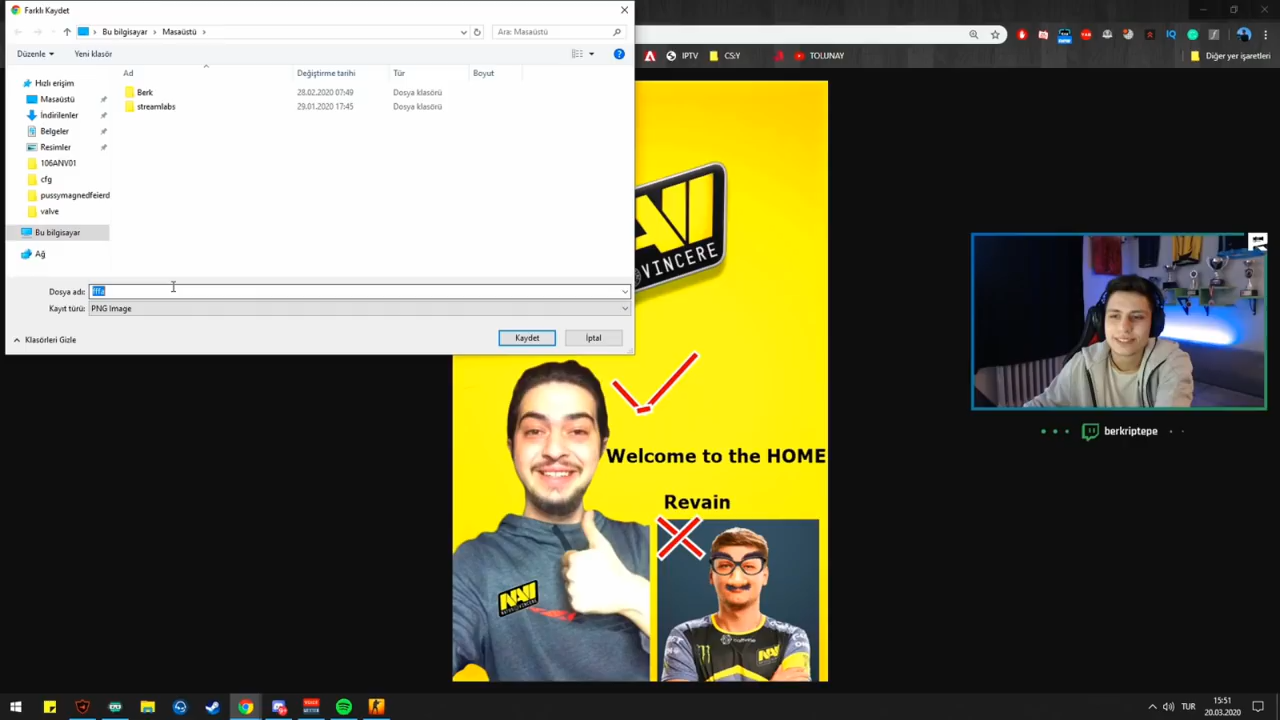 Farklı Kaydet
Bu bilgisayar
Masaüstü
Ara: Masaüstü
Düzenle
Yeni klasör
Ad
Değiştirme tarihi
Tür
Boyut
Berk
28.02.2020 07:49
Dosya klasörü
streamlabs
29.01.2020 17:45
Dosya klasörü
Hızlı erişim
Masaüstü
İndirilenler
Belgeler
Resimler
106ANV01
cfg
pussymagnedfeierd
valve
Bu bilgisayar
Ağ
Dosya adı:
Kayıt türü:
PNG Image
Klasörleri Gizle
Kaydet
İptal
IPTV
CS:Y
TOLUNAY
Diğer yer işaretleri
VINCERE
Welcome to the HOME
Revain
NAVI
berkriptepe
TUR
15:51
20.03.2020